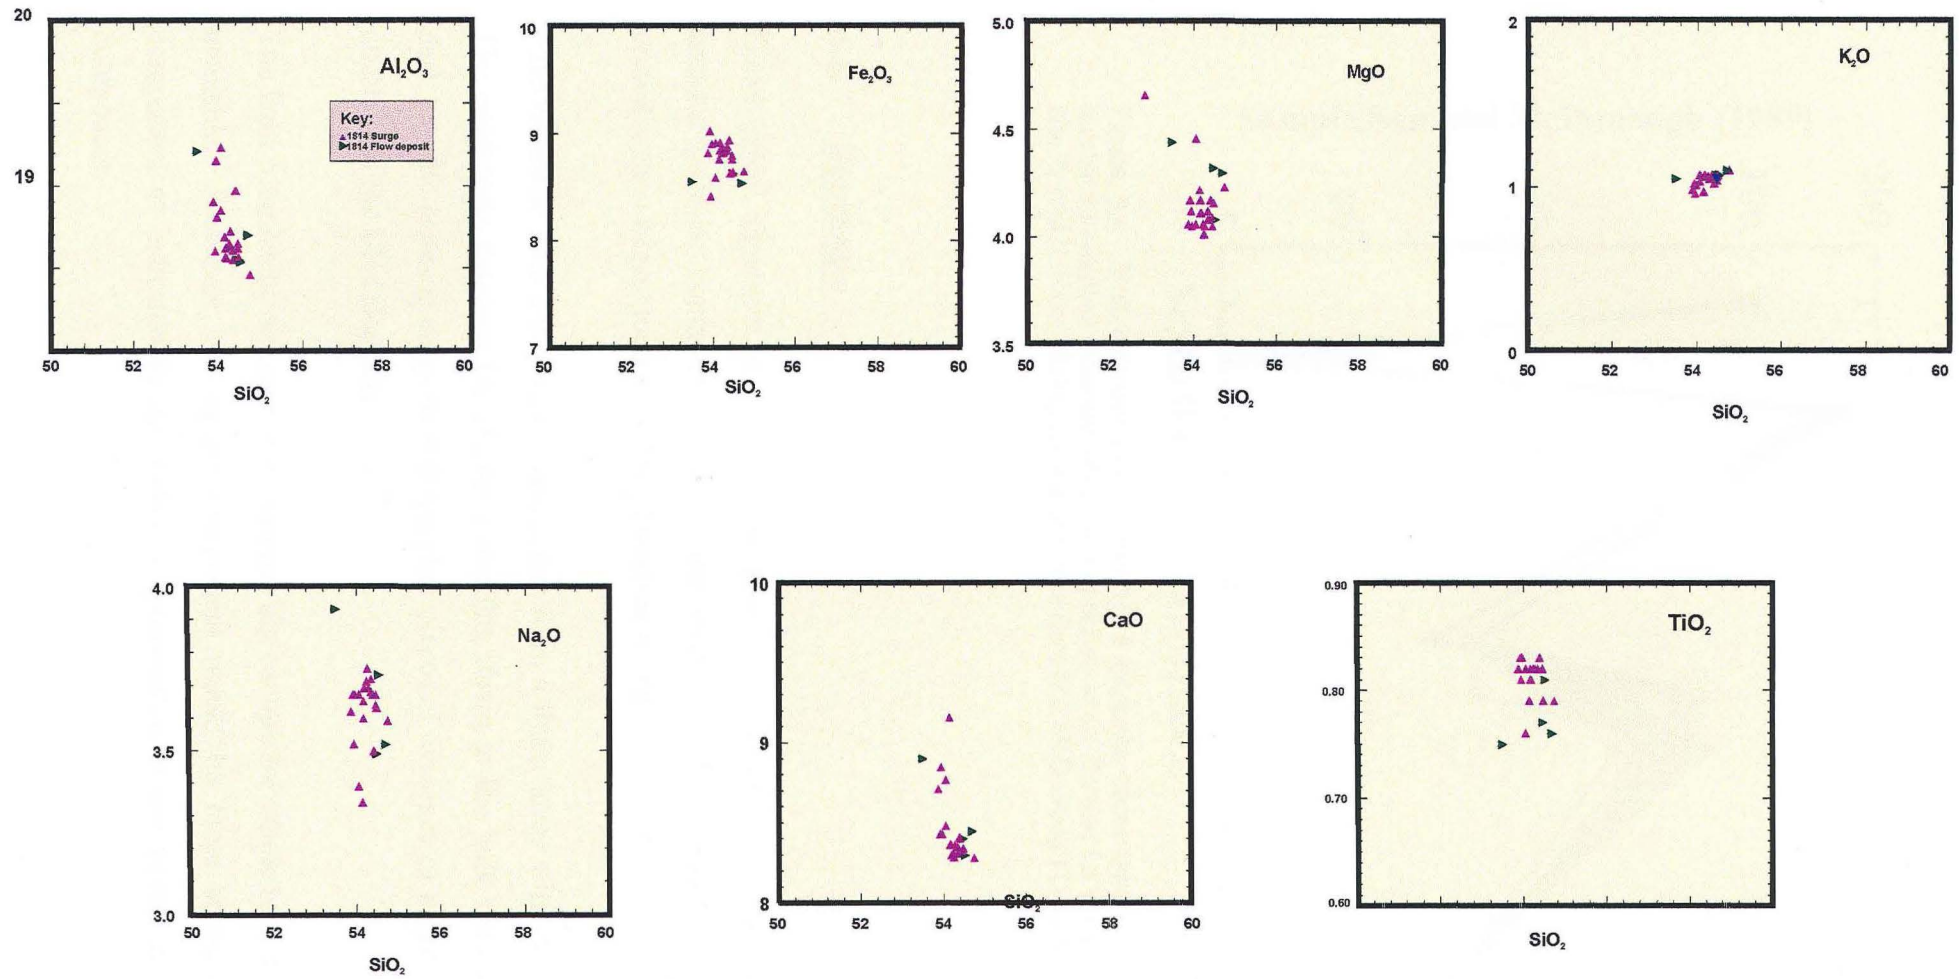 Al₂O₃
20
19
Key:
1814 Surge
1814 Flow deposit
50 52 54 56 58 60
SiO₂
Fe₂O₃
10
9
8
7
50 52 54 56 58 60
SiO₂
MgO
5.0
4.5
4.0
3.5
50 52 54 56 58 60
SiO₂
K₂O
2
1
0
50 52 54 56 58 60
SiO₂
Na₂O
4.0
3.5
3.0
50 52 54 56 58 60
SiO₂
CaO
10
9
8
SiO₂
50 52 54 56 58 60
TiO₂
0.90
0.80
0.70
0.60
SiO₂